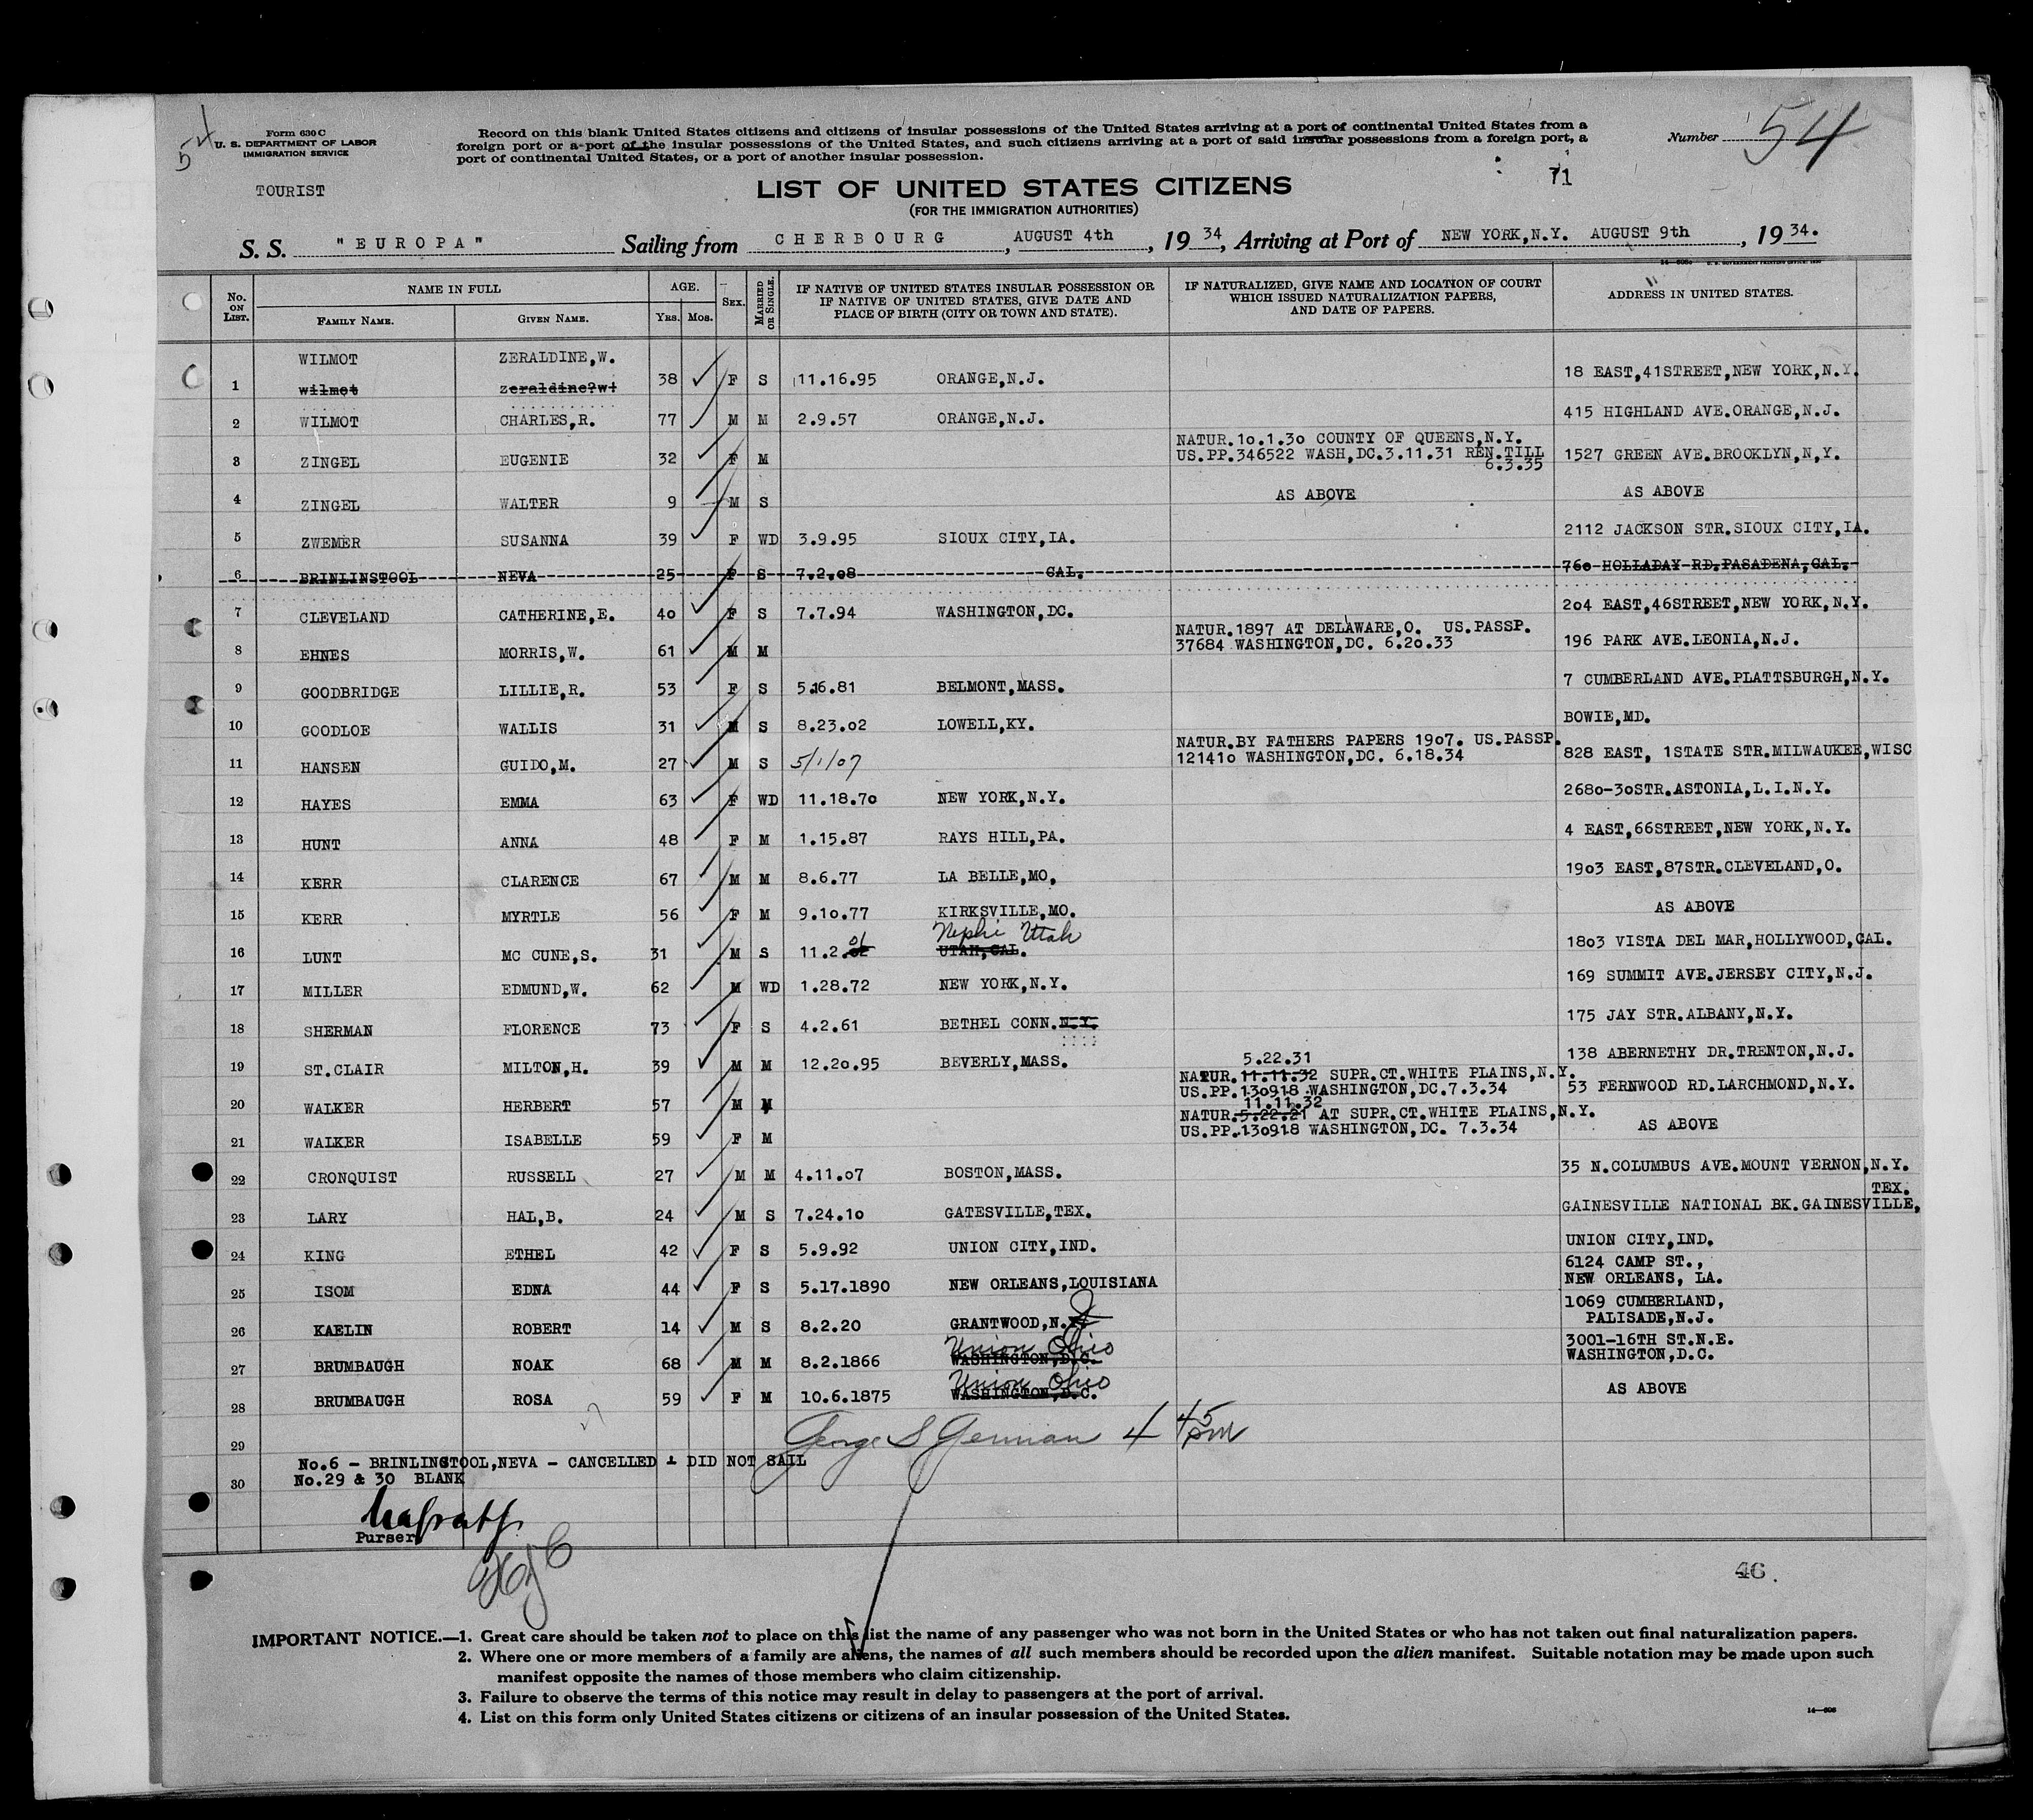 54
Form 630 C
U. S. DEPARTMENT OF LABOR
IMMIGRATION SERVICE
Record on this blank United States citizens and citizens of insular possessions of the United States arriving at a port of continental United States from a
foreign port or a port of the insular possessions of the United States, and such citizens arriving at a port of said insular possessions from a foreign port, a
port of continental United States, or a port of another insular possession.
Number 54
71
TOURIST
LIST OF UNITED STATES CITIZENS
(FOR THE IMMIGRATION AUTHORITIES)
S. S. "EUROPA" Sailing from CHERBOURG, AUGUST 4th, 19 34, Arriving at Port of NEW YORK,N.Y. AUGUST 9th, 19 34.
No. ON LIST. NAME IN FULL FAMILY NAME. GIVEN NAME. AGE. YRS. MOS. SEX. MARRIED OR SINGLE. IF NATIVE OF UNITED STATES INSULAR POSSESSION OR IF NATIVE OF UNITED STATES, GIVE DATE AND PLACE OF BIRTH (CITY OR TOWN AND STATE). IF NATURALIZED, GIVE NAME AND LOCATION OF COURT WHICH ISSUED NATURALIZATION PAPERS, AND DATE OF PAPERS. ADDRESS IN UNITED STATES.
WILMOT ZERALDINE,W.
1 wilmot zeraldine?w! 38 F S 11.16.95 ORANGE,N.J. 18 EAST,41STREET,NEW YORK,N.Y.
2 WILMOT CHARLES,R. 77 M M 2.9.57 ORANGE,N.J. 415 HIGHLAND AVE.ORANGE,N.J.
NATUR.10.1.30 COUNTY OF QUEENS,N.Y.
3 ZINGEL EUGENIE 32 F M US.PP.346522 WASH,DC.3.11.31 REN.TILL 1527 GREEN AVE.BROOKLYN,N,Y.
6.3.35
4 ZINGEL WALTER 9 M S AS ABOVE AS ABOVE
5 ZWEMER SUSANNA 39 F WD 3.9.95 SIOUX CITY,IA. 2112 JACKSON STR.SIOUX CITY,IA.
6 BRINLINSTOOL NEVA 25 F S 7.2.08 CAL. 760 HOLLADAY RD.PASADENA,CAL.
7 CLEVELAND CATHERINE,E. 40 F S 7.7.94 WASHINGTON,DC. 204 EAST,46STREET,NEW YORK,N.Y.
NATUR.1897 AT DELAWARE,O. US.PASSP.
8 EHNES MORRIS,W. 61 M M 37684 WASHINGTON,DC. 6.20.33 196 PARK AVE.LEONIA,N.J.
9 GOODBRIDGE LILLIE,R. 53 F S 5.16.81 BELMONT,MASS. 7 CUMBERLAND AVE.PLATTSBURGH,N.Y.
10 GOODLOE WALLIS 31 M S 8.23.02 LOWELL,KY. BOWIE,MD.
NATUR.BY FATHERS PAPERS 1907. US.PASSP.
11 HANSEN GUIDO,M. 27 M S 5/1/07 121410 WASHINGTON,DC. 6.18.34 828 EAST, 1STATE STR.MILWAUKEE,WISC
12 HAYES EMMA 63 F WD 11.18.70 NEW YORK,N.Y. 2680-30STR.ASTONIA,L.I.N.Y.
13 HUNT ANNA 48 F M 1.15.87 RAYS HILL,PA. 4 EAST,66STREET,NEW YORK,N.Y.
14 KERR CLARENCE 67 M M 8.6.77 LA BELLE,MO, 1903 EAST,87STR.CLEVELAND,O.
15 KERR MYRTLE 56 F M 9.10.77 KIRKSVILLE,MO. AS ABOVE
01 Nephi Utah
16 LUNT MC CUNE,S. 31 M S 11.2.02 UTAH,CAL. 1803 VISTA DEL MAR,HOLLYWOOD,CAL.
17 MILLER EDMUND,W. 62 M WD 1.28.72 NEW YORK,N.Y. 169 SUMMIT AVE.JERSEY CITY,N.J.
18 SHERMAN FLORENCE 73 F S 4.2.61 BETHEL CONN.N.Y. 175 JAY STR.ALBANY,N.Y.
19 ST.CLAIR MILTON,H. 39 M M 12.20.95 BEVERLY,MASS. 138 ABERNETHY DR.TRENTON,N.J.
5.22.31
NATUR.11.11.32 SUPR.CT.WHITE PLAINS,N.Y.
20 WALKER HERBERT 57 M M US.PP.130918 WASHINGTON,DC.7.3.34 53 FERNWOOD RD.LARCHMOND,N.Y.
11.11.32
NATUR.5.22.21 AT SUPR.CT.WHITE PLAINS,N.Y.
21 WALKER ISABELLE 59 F M US.PP.130918 WASHINGTON,DC. 7.3.34 AS ABOVE
22 CRONQUIST RUSSELL 27 M M 4.11.07 BOSTON,MASS. 35 N.COLUMBUS AVE.MOUNT VERNON,N.Y.
TEX.
23 LARY HAL,B. 24 M S 7.24.10 GATESVILLE,TEX. GAINESVILLE NATIONAL BK.GAINESVILLE,
24 KING ETHEL 42 F S 5.9.92 UNION CITY,IND. UNION CITY,IND.
6124 CAMP ST.,
25 ISOM EDNA 44 F S 5.17.1890 NEW ORLEANS,LOUISIANA NEW ORLEANS, LA.
1069 CUMBERLAND,
26 KAELIN ROBERT 14 M S 8.2.20 GRANTWOOD,N.J PALISADE,N.J.
Union Ohio 3001-16TH ST.N.E.
27 BRUMBAUGH NOAK 68 M M 8.2.1866 WASHINGTON,D.C. WASHINGTON,D.C.
Union Ohio
28 BRUMBAUGH ROSA 59 F M 10.6.1875 WASHINGTON,D.C. AS ABOVE
29 George S German 4 45 pm
No.6 - BRINLINSTOOL,NEVA - CANCELLED - DID NOT SAIL
30 No.29 & 30 BLANK
Purser
46.
IMPORTANT NOTICE.—1. Great care should be taken not to place on this list the name of any passenger who was not born in the United States or who has not taken out final naturalization papers.
2. Where one or more members of a family are aliens, the names of all such members should be recorded upon the alien manifest. Suitable notation may be made upon such
manifest opposite the names of those members who claim citizenship.
3. Failure to observe the terms of this notice may result in delay to passengers at the port of arrival.
4. List on this form only United States citizens or citizens of an insular possession of the United States.